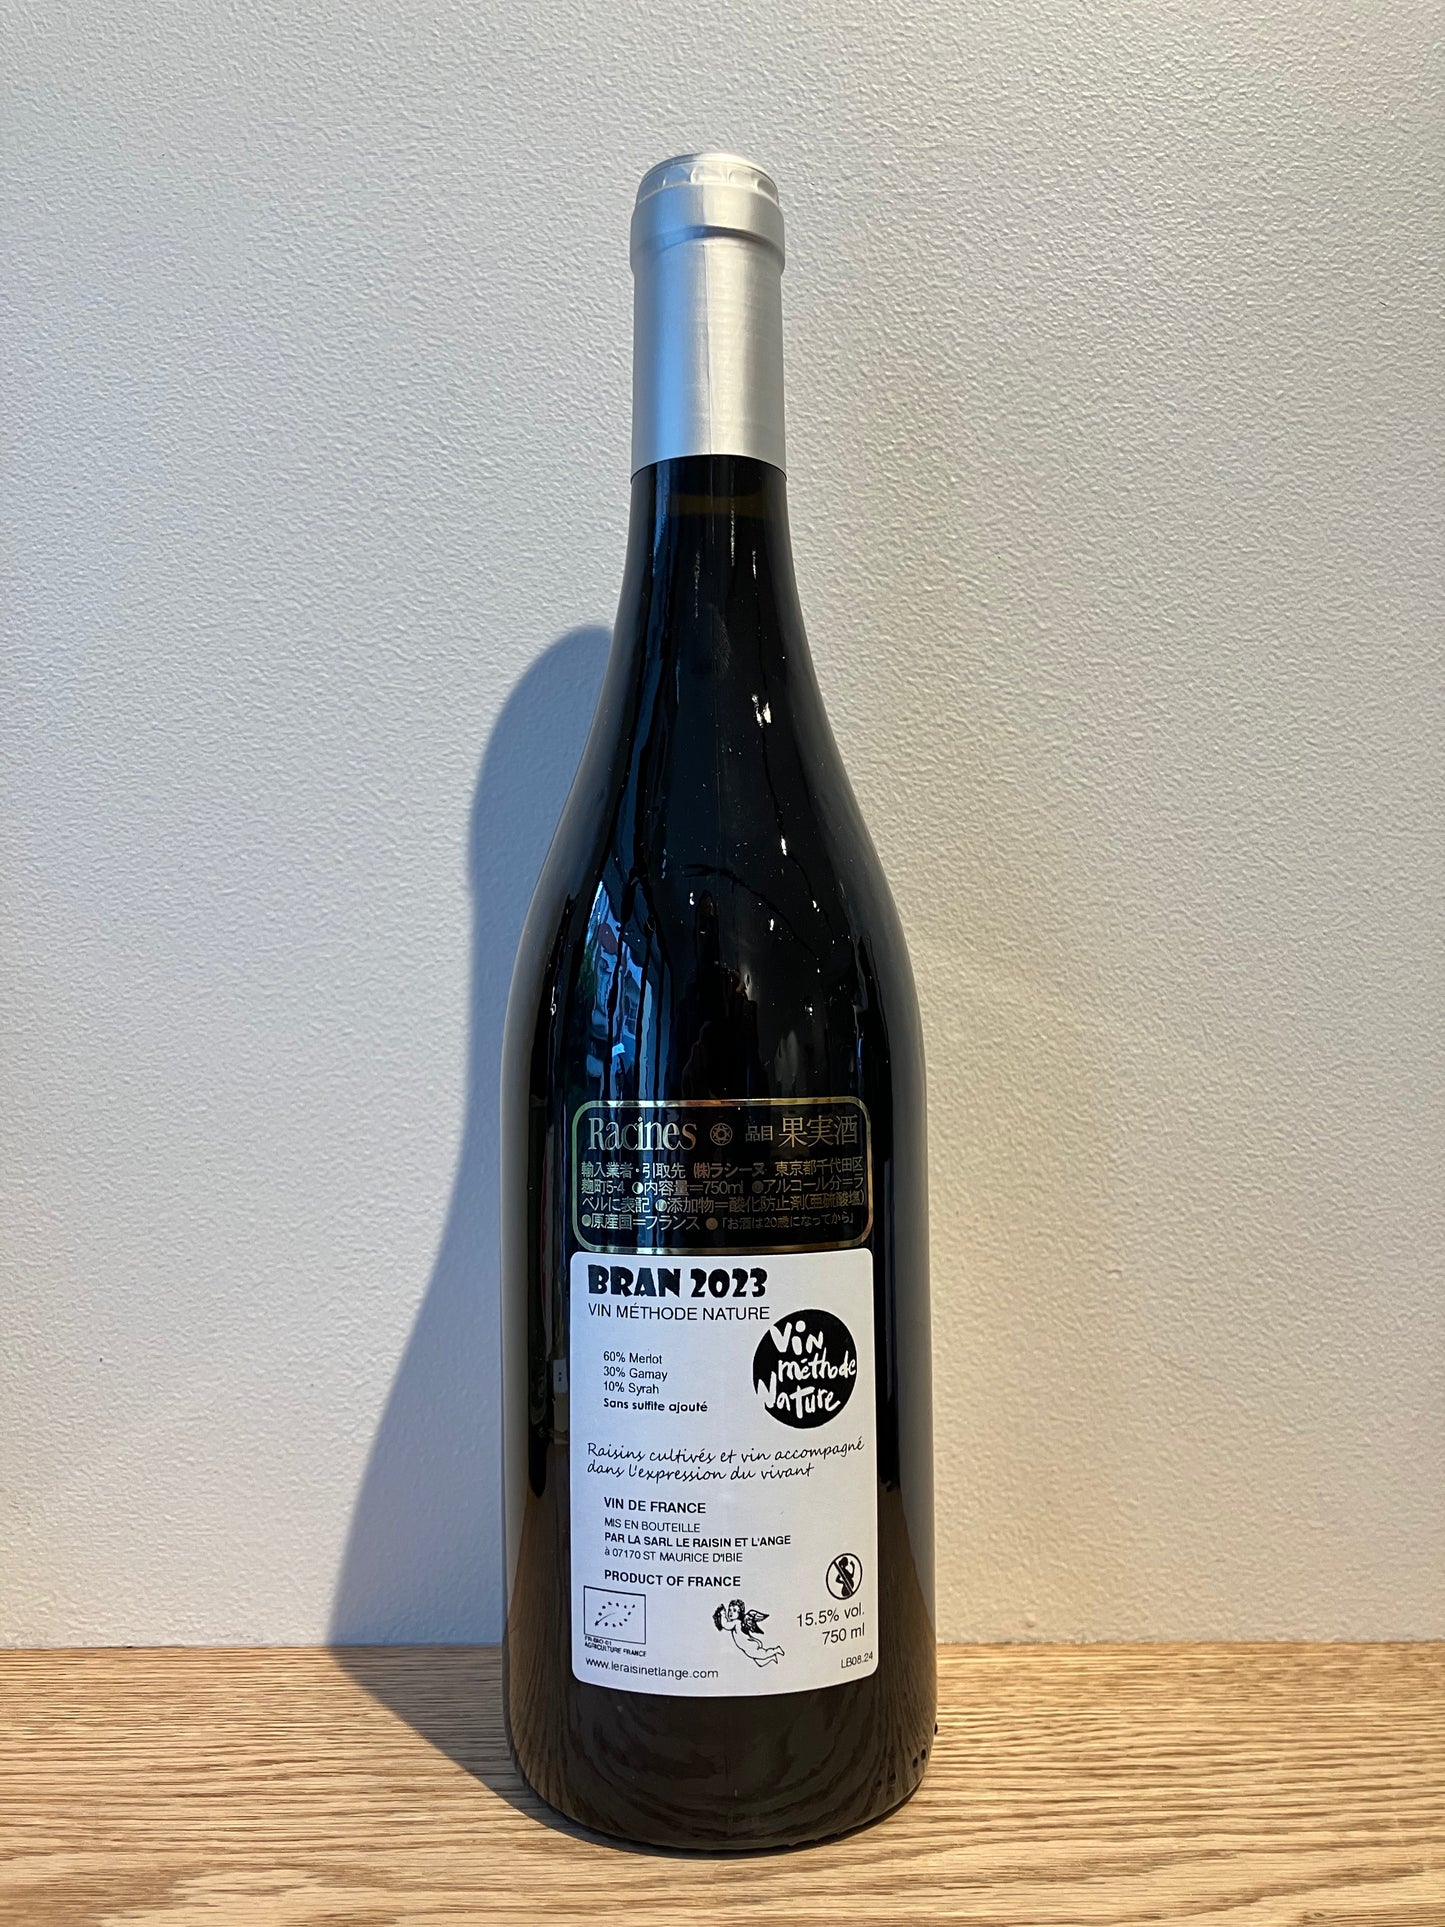 Racines 品目 果実酒
輸入業者・引取先 ㈱ラシーヌ 東京都千代田区
麹町5-4 ●内容量=750ml ●アルコール分=ラ
ベルに表記 ●添加物=酸化防止剤(亜硫酸塩)
●原産国=フランス ●「お酒は20歳になってから」
BRAN 2023
VIN MÉTHODE NATURE
Vin
méthode
Nature
60% Merlot
30% Gamay
10% Syrah
Sans sulfite ajouté
Raisins cultivés et vin accompagné
dans l'expression du vivant
VIN DE FRANCE
MIS EN BOUTEILLE
PAR LA SARL LE RAISIN ET L'ANGE
à 07170 ST MAURICE D'IBIE
PRODUCT OF FRANCE
FR-BIO-01
AGRICULTURE FRANCE
15.5% vol.
750 ml
www.leraisinetlange.com
LB08.24